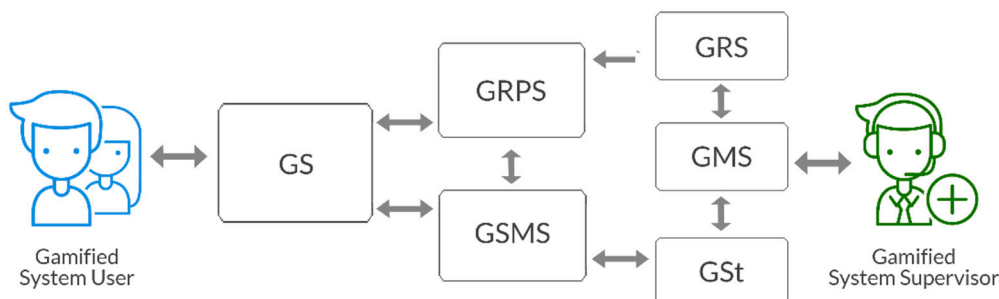 GRS
GRPS
GS
GMS
GSMS
GSt
Gamified
System User
Gamified
System Supervisor